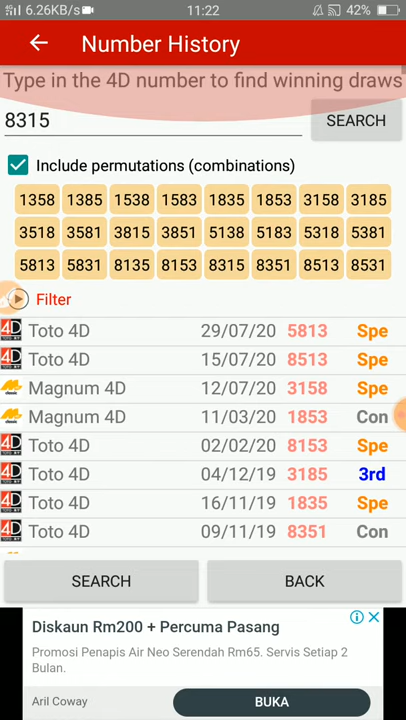 6.26KB/s 11:22 42%
Number History
Type in the 4D number to find winning draws
8315 SEARCH
Include permutations (combinations)
1358 1385 1538 1583 1835 1853 3158 3185
3518 3581 3815 3851 5138 5183 5318 5381
5813 5831 8135 8153 8315 8351 8513 8531
Filter
4D Toto 4D 29/07/20 5813 Spe
4D Toto 4D 15/07/20 8513 Spe
Magnum 4D 12/07/20 3158 Spe
Magnum 4D 11/03/20 1853 Con
4D Toto 4D 02/02/20 8153 Spe
4D Toto 4D 04/12/19 3185 3rd
4D Toto 4D 16/11/19 1835 Spe
4D Toto 4D 09/11/19 8351 Con
SEARCH BACK
Diskaun Rm200 + Percuma Pasang
Promosi Penapis Air Neo Serendah Rm65. Servis Setiap 2
Bulan.
Aril Coway BUKA